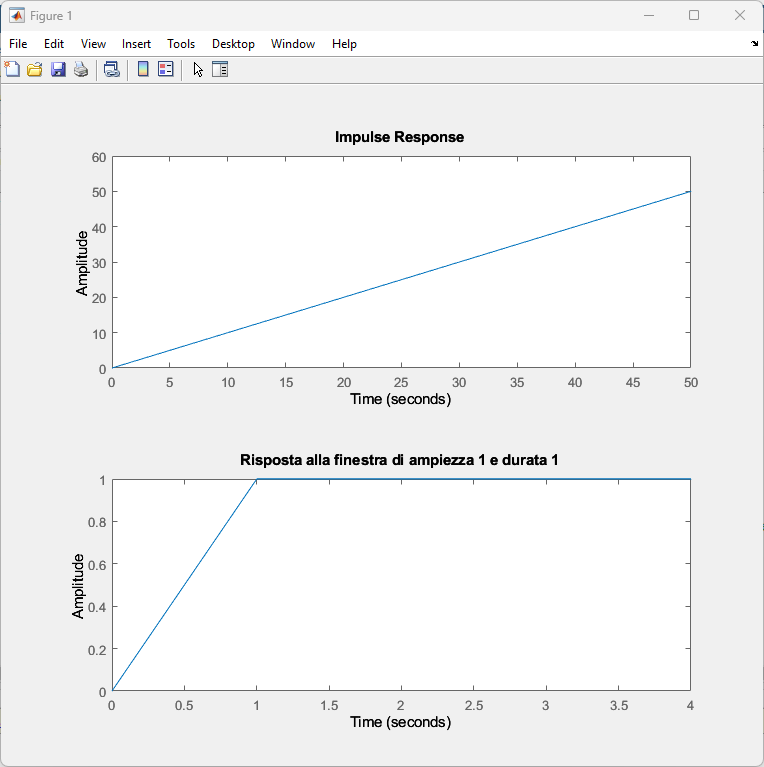 Figure 1
File Edit View Insert Tools Desktop Window Help
Impulse Response
60
50
40
30
20
10
0
Amplitude
0 5 10 15 20 25 30 35 40 45 50
Time (seconds)
Risposta alla finestra di ampiezza 1 e durata 1
1
0.8
0.6
0.4
0.2
0
Amplitude
0 0.5 1 1.5 2 2.5 3 3.5 4
Time (seconds)